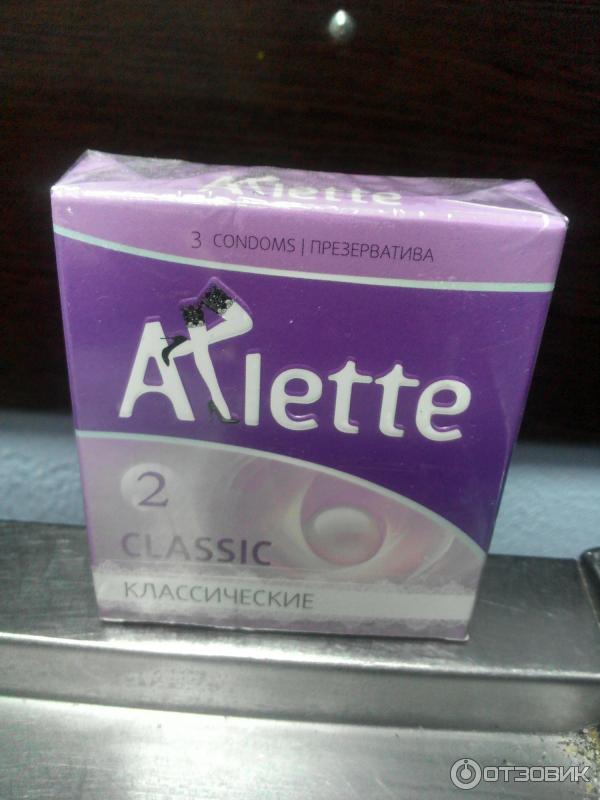 Arlette
3 CONDOMS | ПРЕЗЕРВАТИВА
Arlette
2
CLASSIC
КЛАССИЧЕСКИЕ
ОТЗОВИК